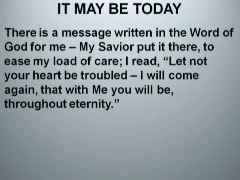 IT MAY BE TODAY
There is a message written in the Word of
God for me – My Savior put it there, to
ease my load of care; I read, “Let not
your heart be troubled – I will come
again, that with Me you will be,
throughout eternity.”